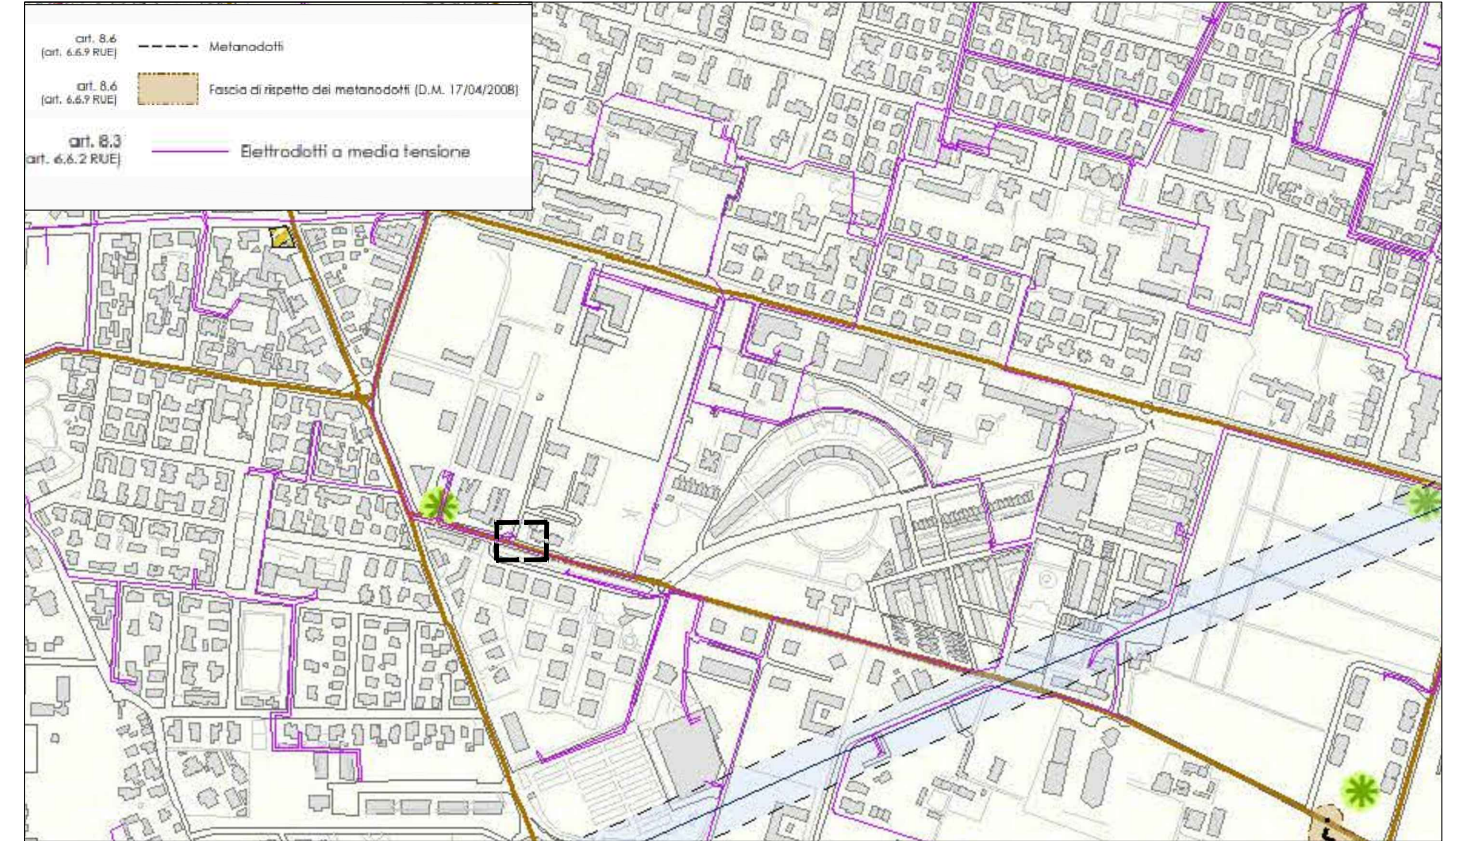 art. 8.6
(art. 6.6.9 RUE)
Metanodotti
art. 8.6
(art. 6.6.9 RUE)
Fascia di rispetto dei metanodotti (D.M. 17/04/2008)
art. 8.3
art. 6.6.2 RUE)
Elettrodotti a media tensione